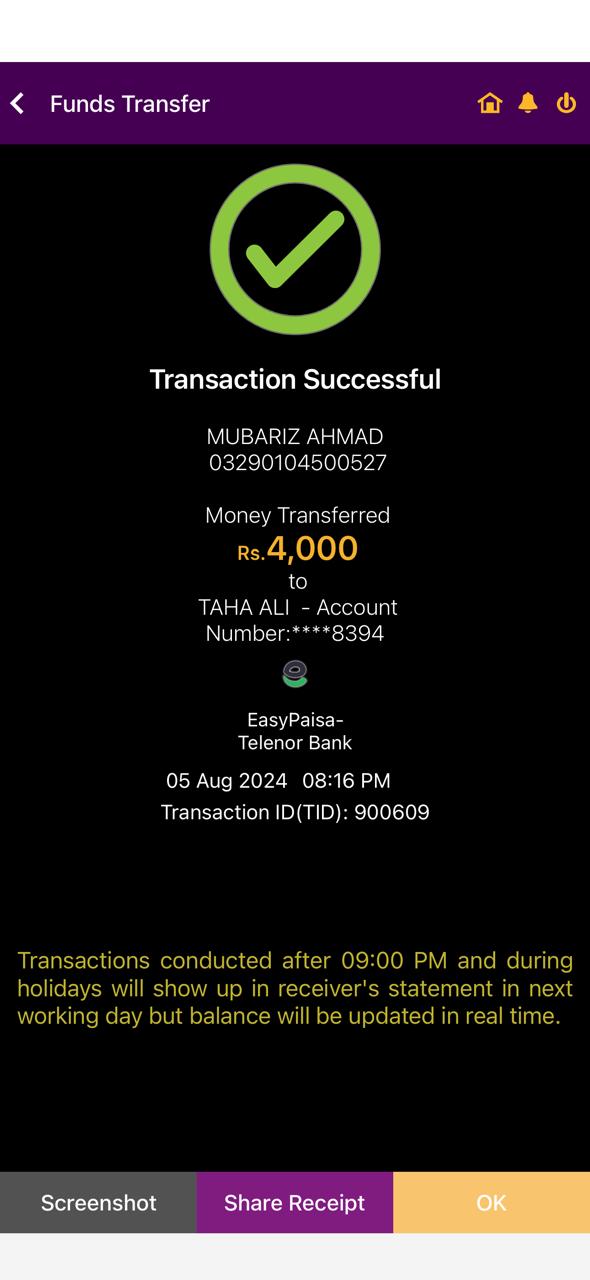 Funds Transfer
Transaction Successful
MUBARIZ AHMAD
03290104500527
Money Transferred
Rs.4,000
to
TAHA ALI - Account
Number:****8394
EasyPaisa-
Telenor Bank
05 Aug 2024 08:16 PM
Transaction ID(TID): 900609
Transactions conducted after 09:00 PM and during
holidays will show up in receiver's statement in next
working day but balance will be updated in real time.
Screenshot Share Receipt OK